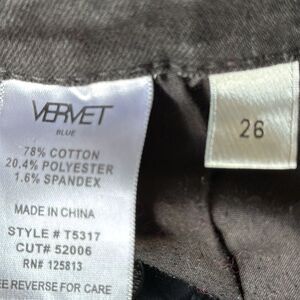 VERVET
BLUE
78% COTTON
20.4% POLYESTER
1.6% SPANDEX
MADE IN CHINA
STYLE # T5317
CUT# 52006
RN# 125813
EE REVERSE FOR CARE
26